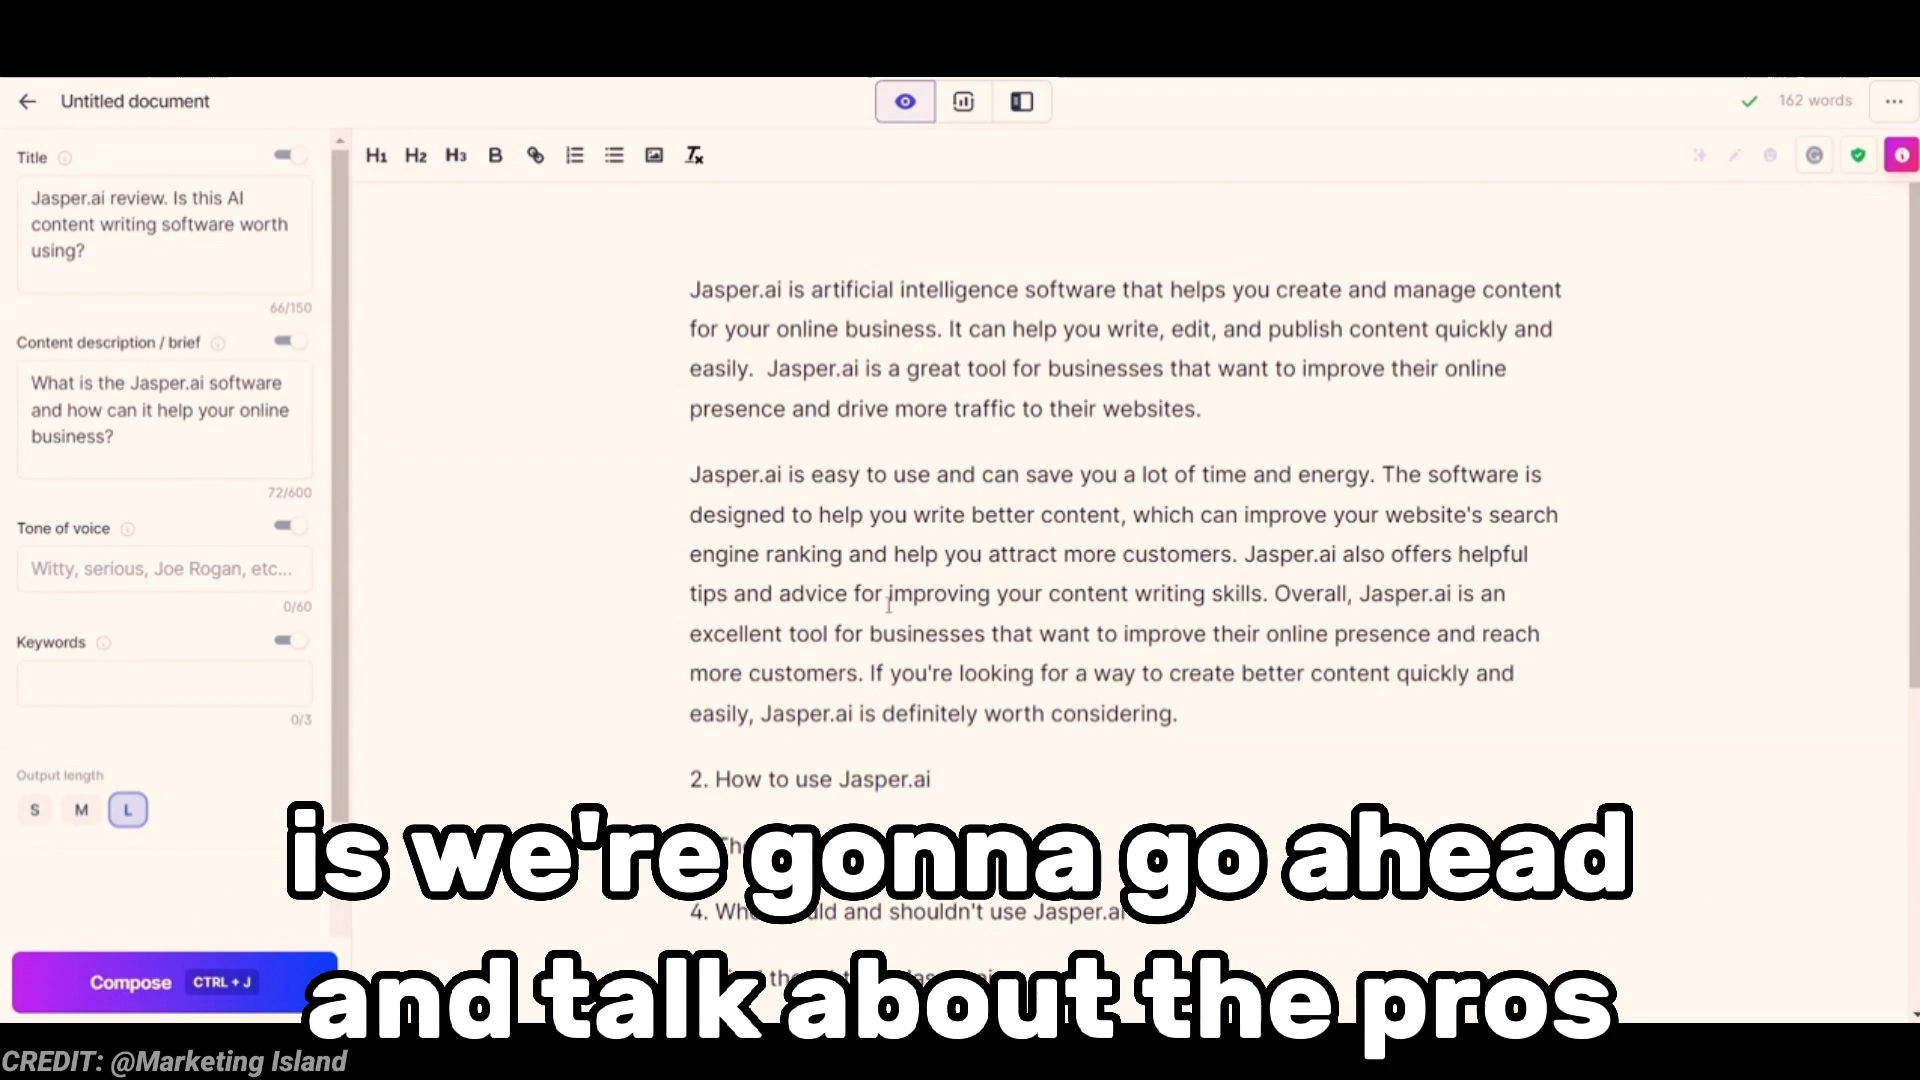 Untitled document
162 words
Title
H1 H2 H3 B
Jasper.ai review. Is this AI
content writing software worth
using?
66/150
Content description / brief
What is the Jasper.ai software
and how can it help your online
business?
72/600
Tone of voice
Witty, serious, Joe Rogan, etc...
0/60
Keywords
0/3
Output length
S M L
Compose CTRL + J
Jasper.ai is artificial intelligence software that helps you create and manage content
for your online business. It can help you write, edit, and publish content quickly and
easily.  Jasper.ai is a great tool for businesses that want to improve their online
presence and drive more traffic to their websites.
Jasper.ai is easy to use and can save you a lot of time and energy. The software is
designed to help you write better content, which can improve your website's search
engine ranking and help you attract more customers. Jasper.ai also offers helpful
tips and advice for improving your content writing skills. Overall, Jasper.ai is an
excellent tool for businesses that want to improve their online presence and reach
more customers. If you're looking for a way to create better content quickly and
easily, Jasper.ai is definitely worth considering.
2. How to use Jasper.ai
4. and shouldn't use Jasper.ai
is we're gonna go ahead
and talk about the pros
CREDIT: @Marketing Island